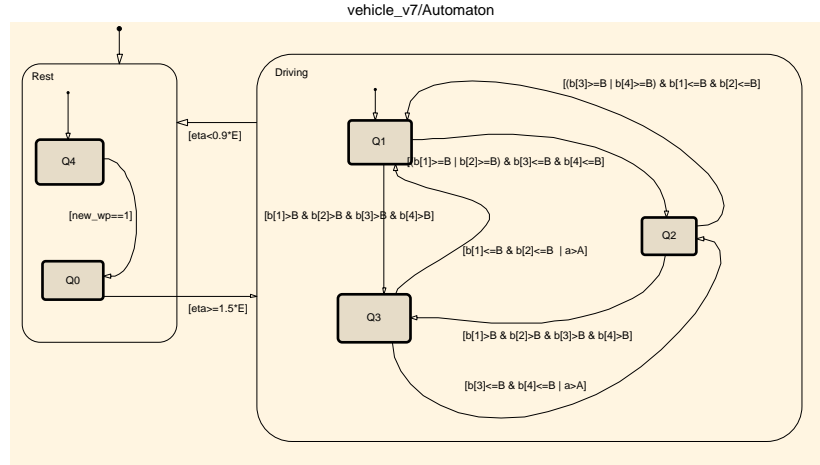 vehicle_v7/Automaton
Rest
Driving
[(b[3]>=B | b[4]>=B) & b[1]<=B & b[2]<=B]
[eta<0.9*E]
Q1
Q4
[(b[1]>=B | b[2]>=B) & b[3]<=B & b[4]<=B]
[new_wp==1]
[b[1]>B & b[2]>B & b[3]>B & b[4]>B]
Q2
[b[1]<=B & b[2]<=B | a>A]
Q0
[eta>=1.5*E]
Q3
[b[1]>B & b[2]>B & b[3]>B & b[4]>B]
[b[3]<=B & b[4]<=B | a>A]